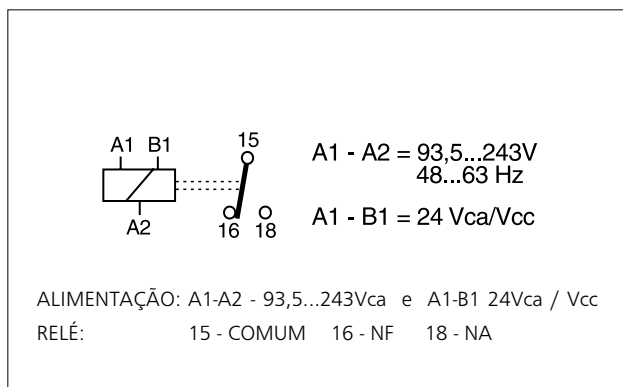 A1 B1
A2
15
16 18
A1 - A2 = 93,5...243V
48...63 Hz
A1 - B1 = 24 Vca/Vcc
ALIMENTAÇÃO: A1-A2 - 93,5...243Vca e A1-B1 24Vca / Vcc
RELÉ: 15 - COMUM 16 - NF 18 - NA